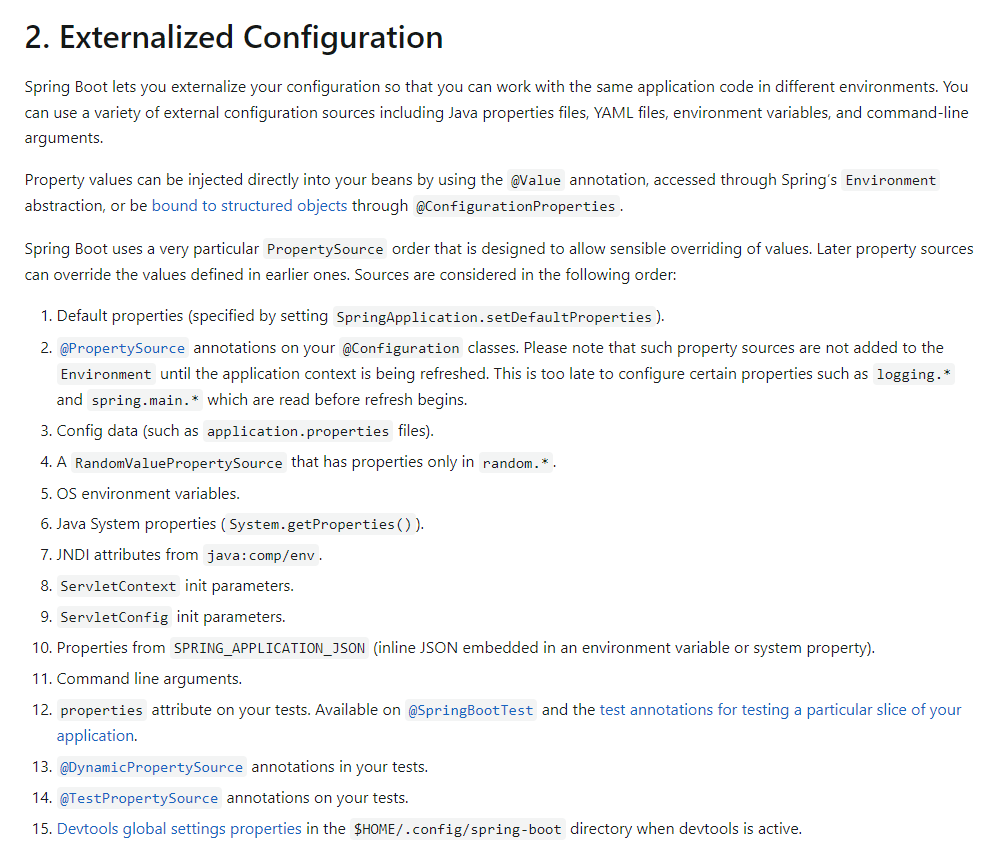 2. Externalized Configuration
Spring Boot lets you externalize your configuration so that you can work with the same application code in different environments. You
can use a variety of external configuration sources including Java properties files, YAML files, environment variables, and command-line
arguments.
Property values can be injected directly into your beans by using the @Value annotation, accessed through Spring's Environment
abstraction, or be bound to structured objects through @ConfigurationProperties.
Spring Boot uses a very particular PropertySource order that is designed to allow sensible overriding of values. Later property sources
can override the values defined in earlier ones. Sources are considered in the following order:
1. Default properties (specified by setting SpringApplication.setDefaultProperties).
2. @PropertySource annotations on your @Configuration classes. Please note that such property sources are not added to the
Environment until the application context is being refreshed. This is too late to configure certain properties such as logging.*
and spring.main.* which are read before refresh begins.
3. Config data (such as application.properties files).
4. A RandomValuePropertySource that has properties only in random.*.
5. OS environment variables.
6. Java System properties (System.getProperties()).
7. JNDI attributes from java:comp/env.
8. ServletContext init parameters.
9. ServletConfig init parameters.
10. Properties from SPRING_APPLICATION_JSON (inline JSON embedded in an environment variable or system property).
11. Command line arguments.
12. properties attribute on your tests. Available on @SpringBootTest and the test annotations for testing a particular slice of your
application.
13. @DynamicPropertySource annotations in your tests.
14. @TestPropertySource annotations on your tests.
15. Devtools global settings properties in the $HOME/.config/spring-boot directory when devtools is active.